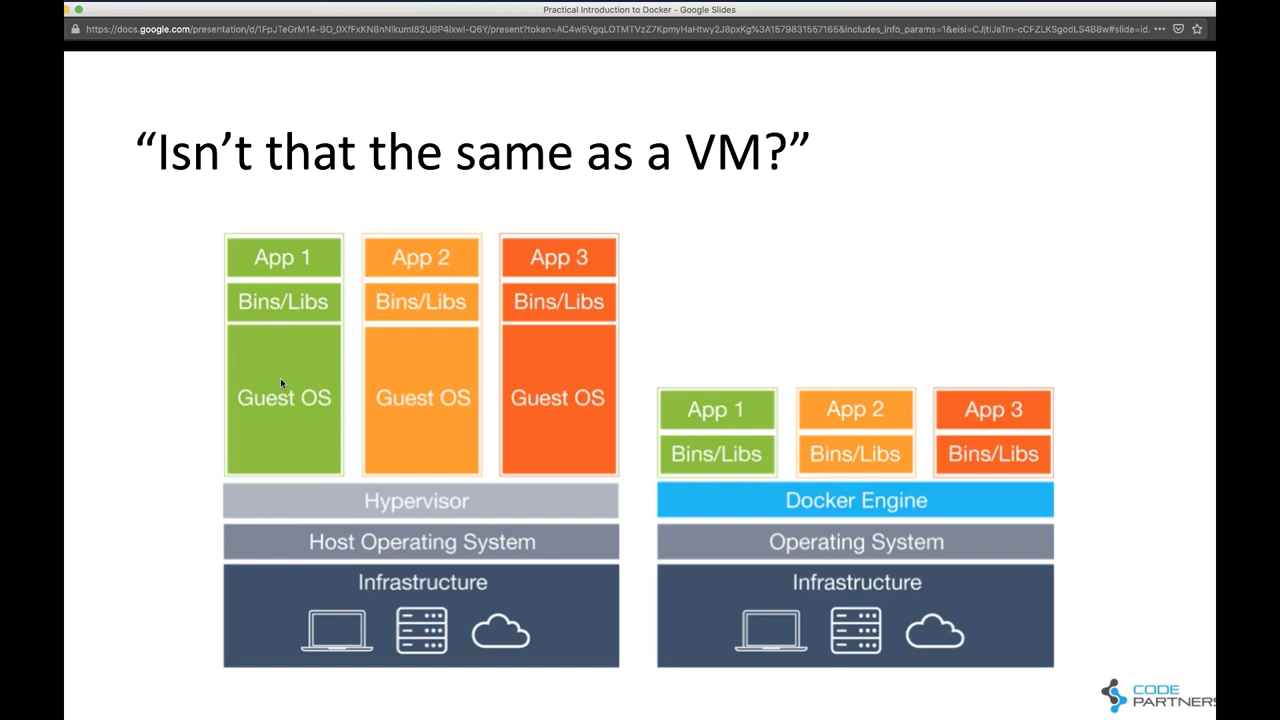 Practical Introduction to Docker - Google Slides
“Isn’t that the same as a VM?”
App 1
Bins/Libs
Guest OS
App 2
Bins/Libs
Guest OS
App 3
Bins/Libs
Guest OS
Hypervisor
Host Operating System
Infrastructure
App 1
Bins/Libs
App 2
Bins/Libs
App 3
Bins/Libs
Docker Engine
Operating System
Infrastructure
CODE
PARTNERS